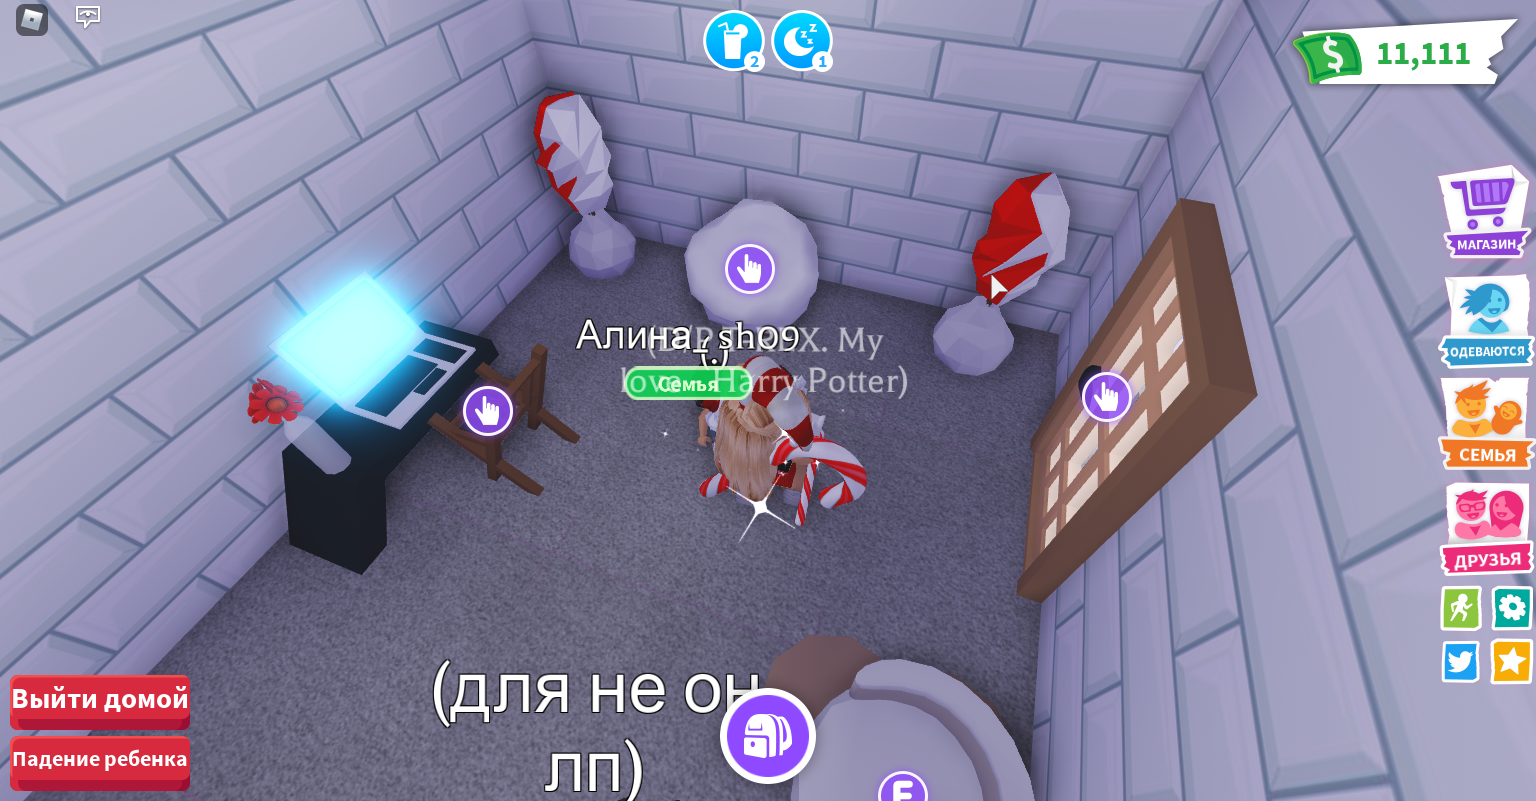 2
z z z
1
$ 11,111
МАГАЗИН
ОДЕВАЮТСЯ
СЕМЬЯ
ДРУЗЬЯ
Алина_sh09
REX. My
love Harry Potter)
(.)
Семья
Выйти домой
Падение ребенка
(для не он
лп)
E